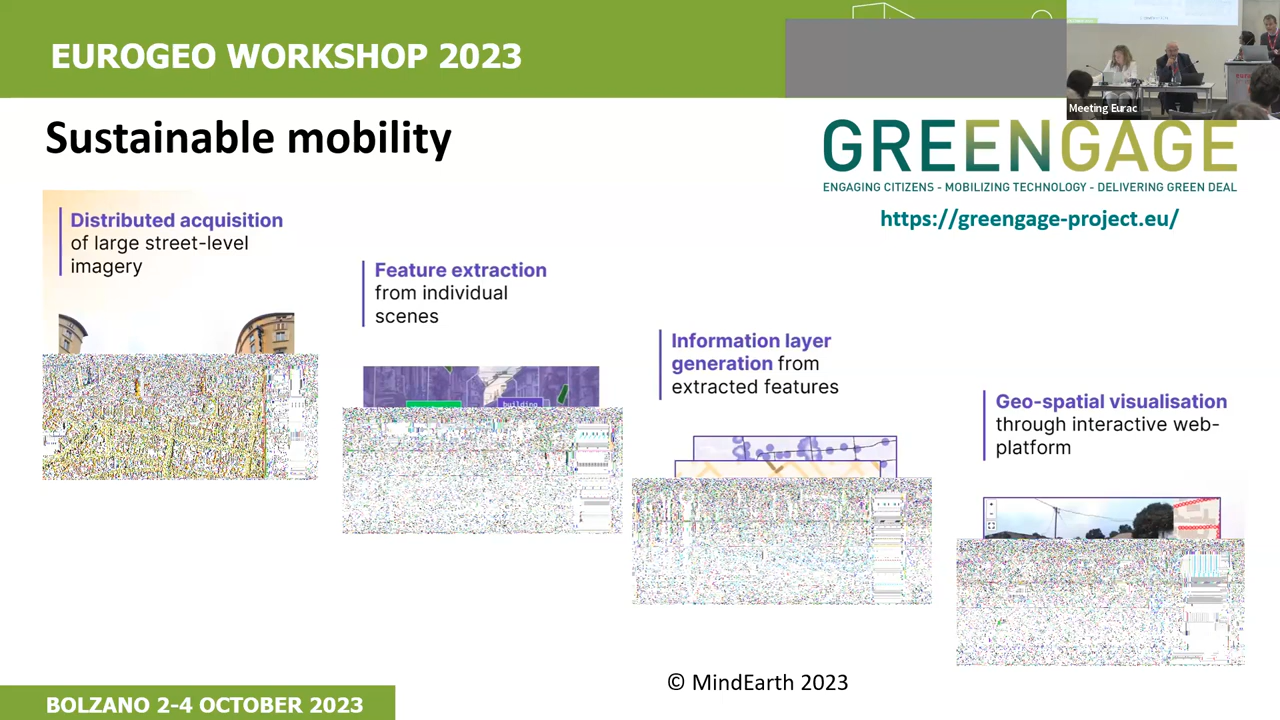 EUROGEO WORKSHOP 2023
Meeting Eurac
Sustainable mobility
GREENGAGE
ENGAGING CITIZENS - MOBILIZING TECHNOLOGY - DELIVERING GREEN DEAL
https://greengage-project.eu/
Distributed acquisition
of large street-level
imagery
Feature extraction
from individual
scenes
building
Information layer
generation from
extracted features
Geo-spatial visualisation
through interactive web-
platform
© MindEarth 2023
BOLZANO 2-4 OCTOBER 2023